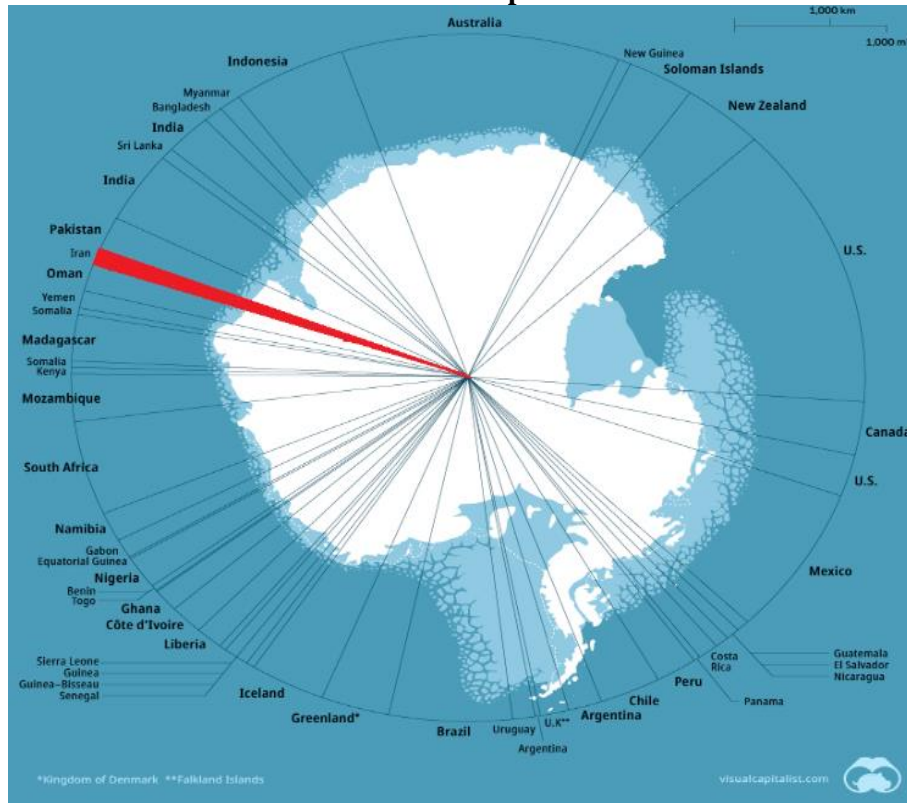 Australia
1,000 km
1,000 m
New Guinea
Soloman Islands
New Zealand
Indonesia
Myanmar
Bangladesh
India
Sri Lanka
India
Pakistan
Iran
Oman
Yemen
Somalia
Madagascar
Somalia
Kenya
Mozambique
South Africa
Namibia
Gabon
Equatorial Guinea
Nigeria
Benin
Togo
Ghana
Côte d'Ivoire
Liberia
Sierra Leone
Guinea
Guinea-Bisseau
Senegal
Iceland
Greenland*
Brazil
Uruguay
Argentina
U.K**
Argentina
Chile
Peru
Costa
Rica
Panama
Guatemala
El Salvador
Nicaragua
Mexico
U.S.
Canada
U.S.
*Kingdom of Denmark **Falkland Islands
visualcapitalist.com